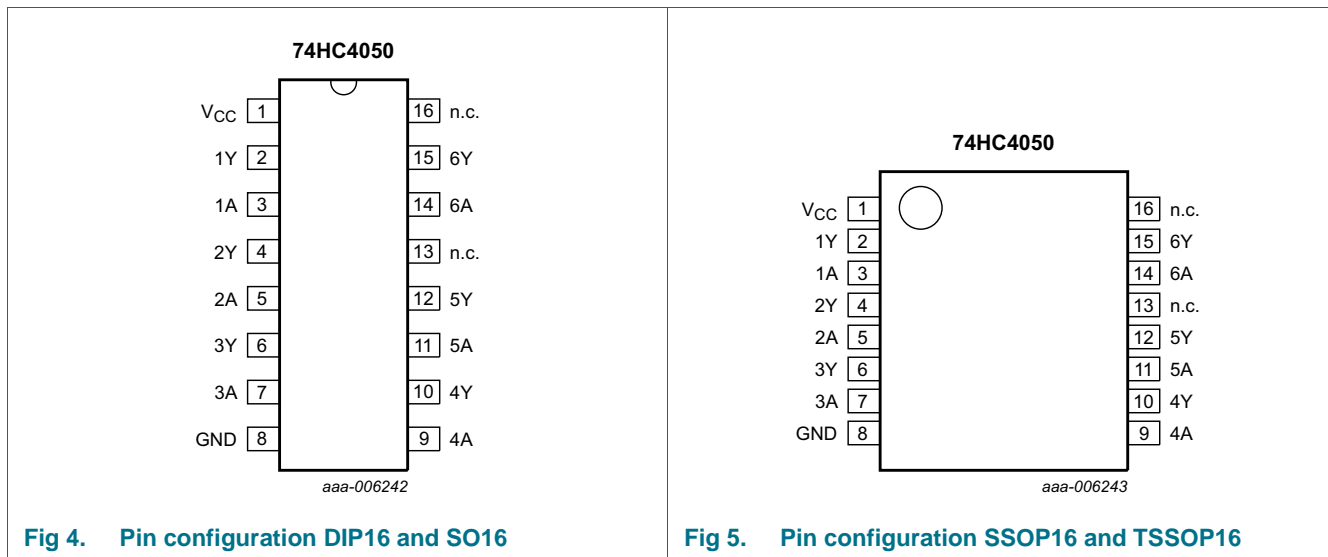 74HC4050
VCC 1 16 n.c.
1Y 2 15 6Y
1A 3 14 6A
2Y 4 13 n.c.
2A 5 12 5Y
3Y 6 11 5A
3A 7 10 4Y
GND 8 9 4A
aaa-006242
Fig 4. Pin configuration DIP16 and SO16
74HC4050
VCC 1 16 n.c.
1Y 2 15 6Y
1A 3 14 6A
2Y 4 13 n.c.
2A 5 12 5Y
3Y 6 11 5A
3A 7 10 4Y
GND 8 9 4A
aaa-006243
Fig 5. Pin configuration SSOP16 and TSSOP16